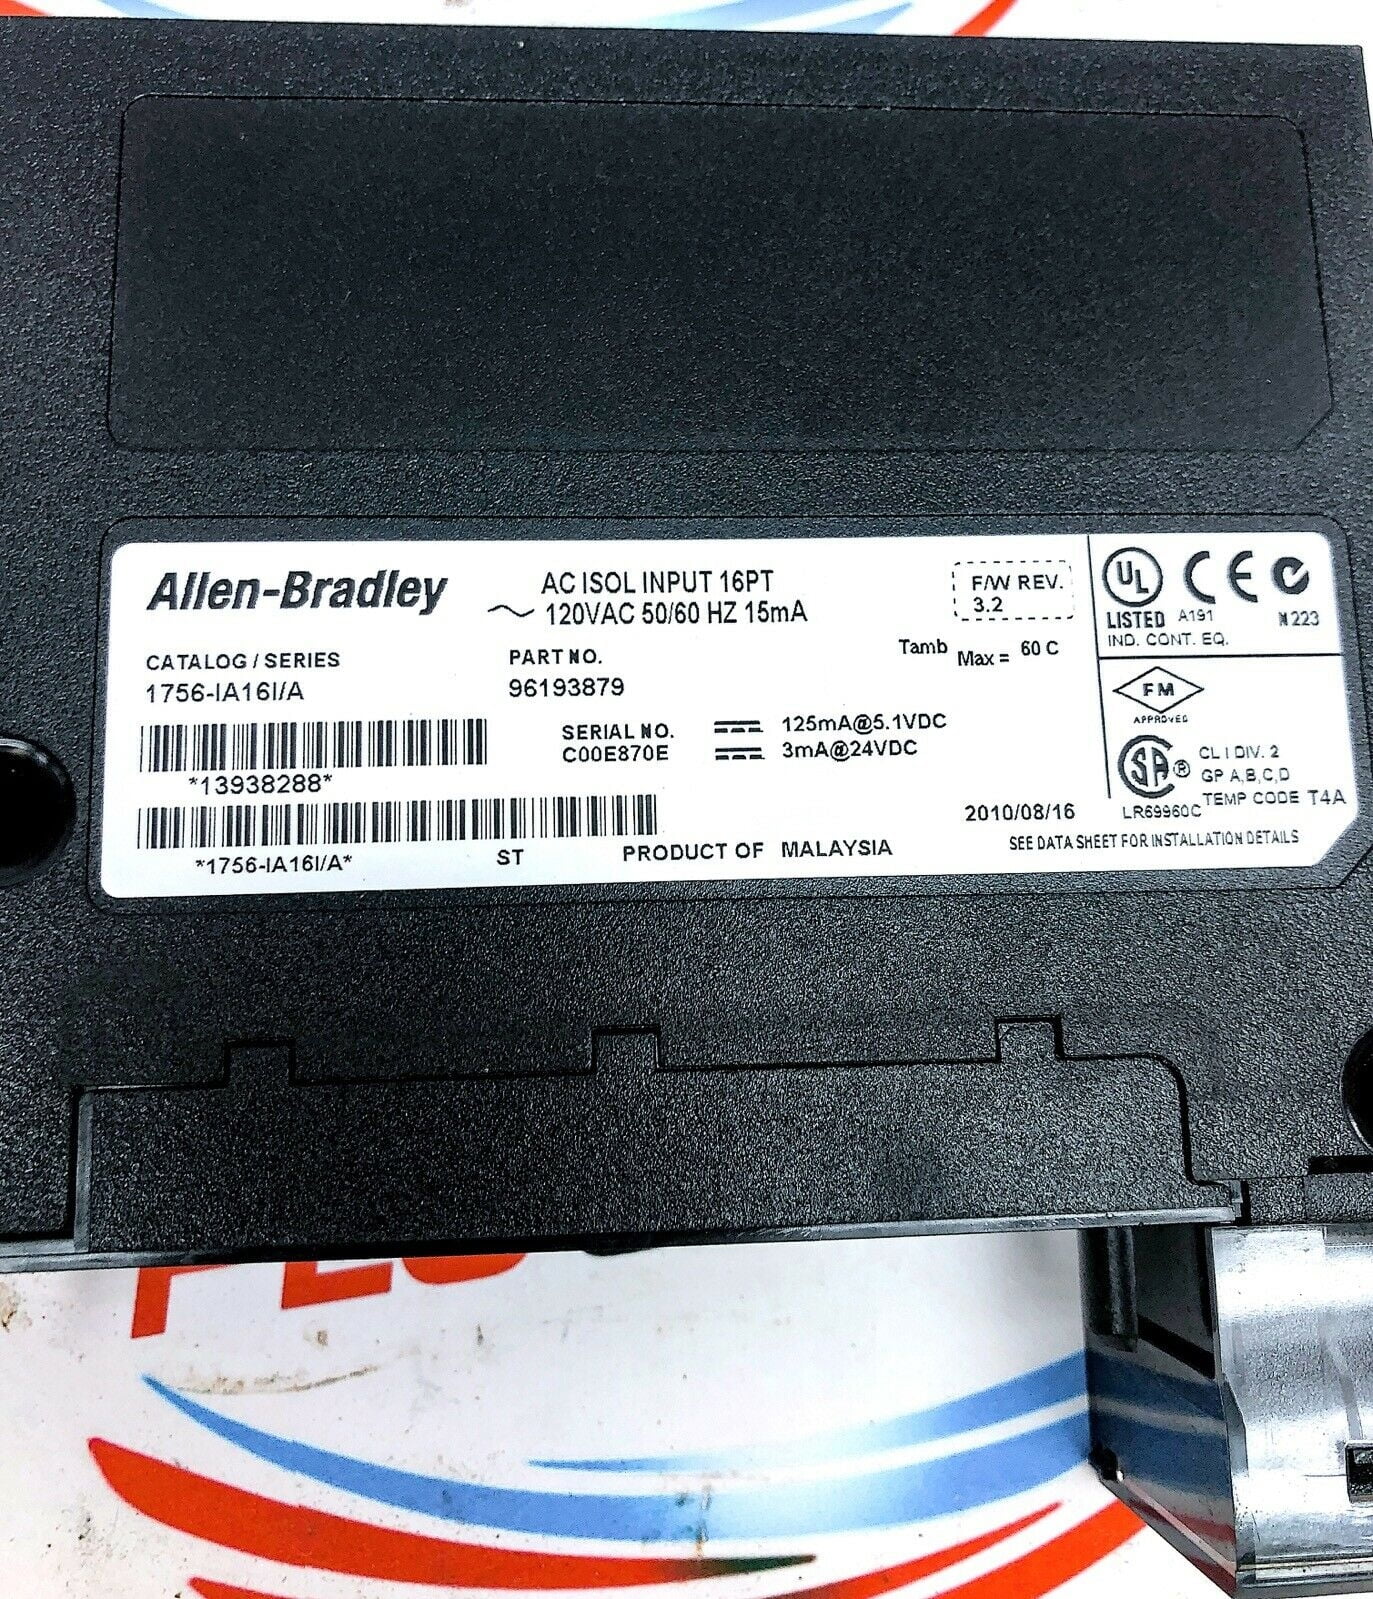 Allen-Bradley
AC ISOL INPUT 16PT
120VAC 50/60 HZ 15mA
F/W REV.
3.2
CATALOG / SERIES
1756-IA16I/A
PART NO.
96193879
Tamb Max = 60 C
SERIAL NO.
C00E870E
125mA@5.1VDC
3mA@24VDC
*13938288*
*1756-IA16I/A*
ST
PRODUCT OF MALAYSIA
2010/08/16
SEE DATA SHEET FOR INSTALLATION DETAILS
UL
CE
LISTED A191
N223
IND. CONT. EQ.
FM
APPROVED
SA ®
CL I DIV. 2
GP A,B,C,D
TEMP CODE T4A
LR69960C